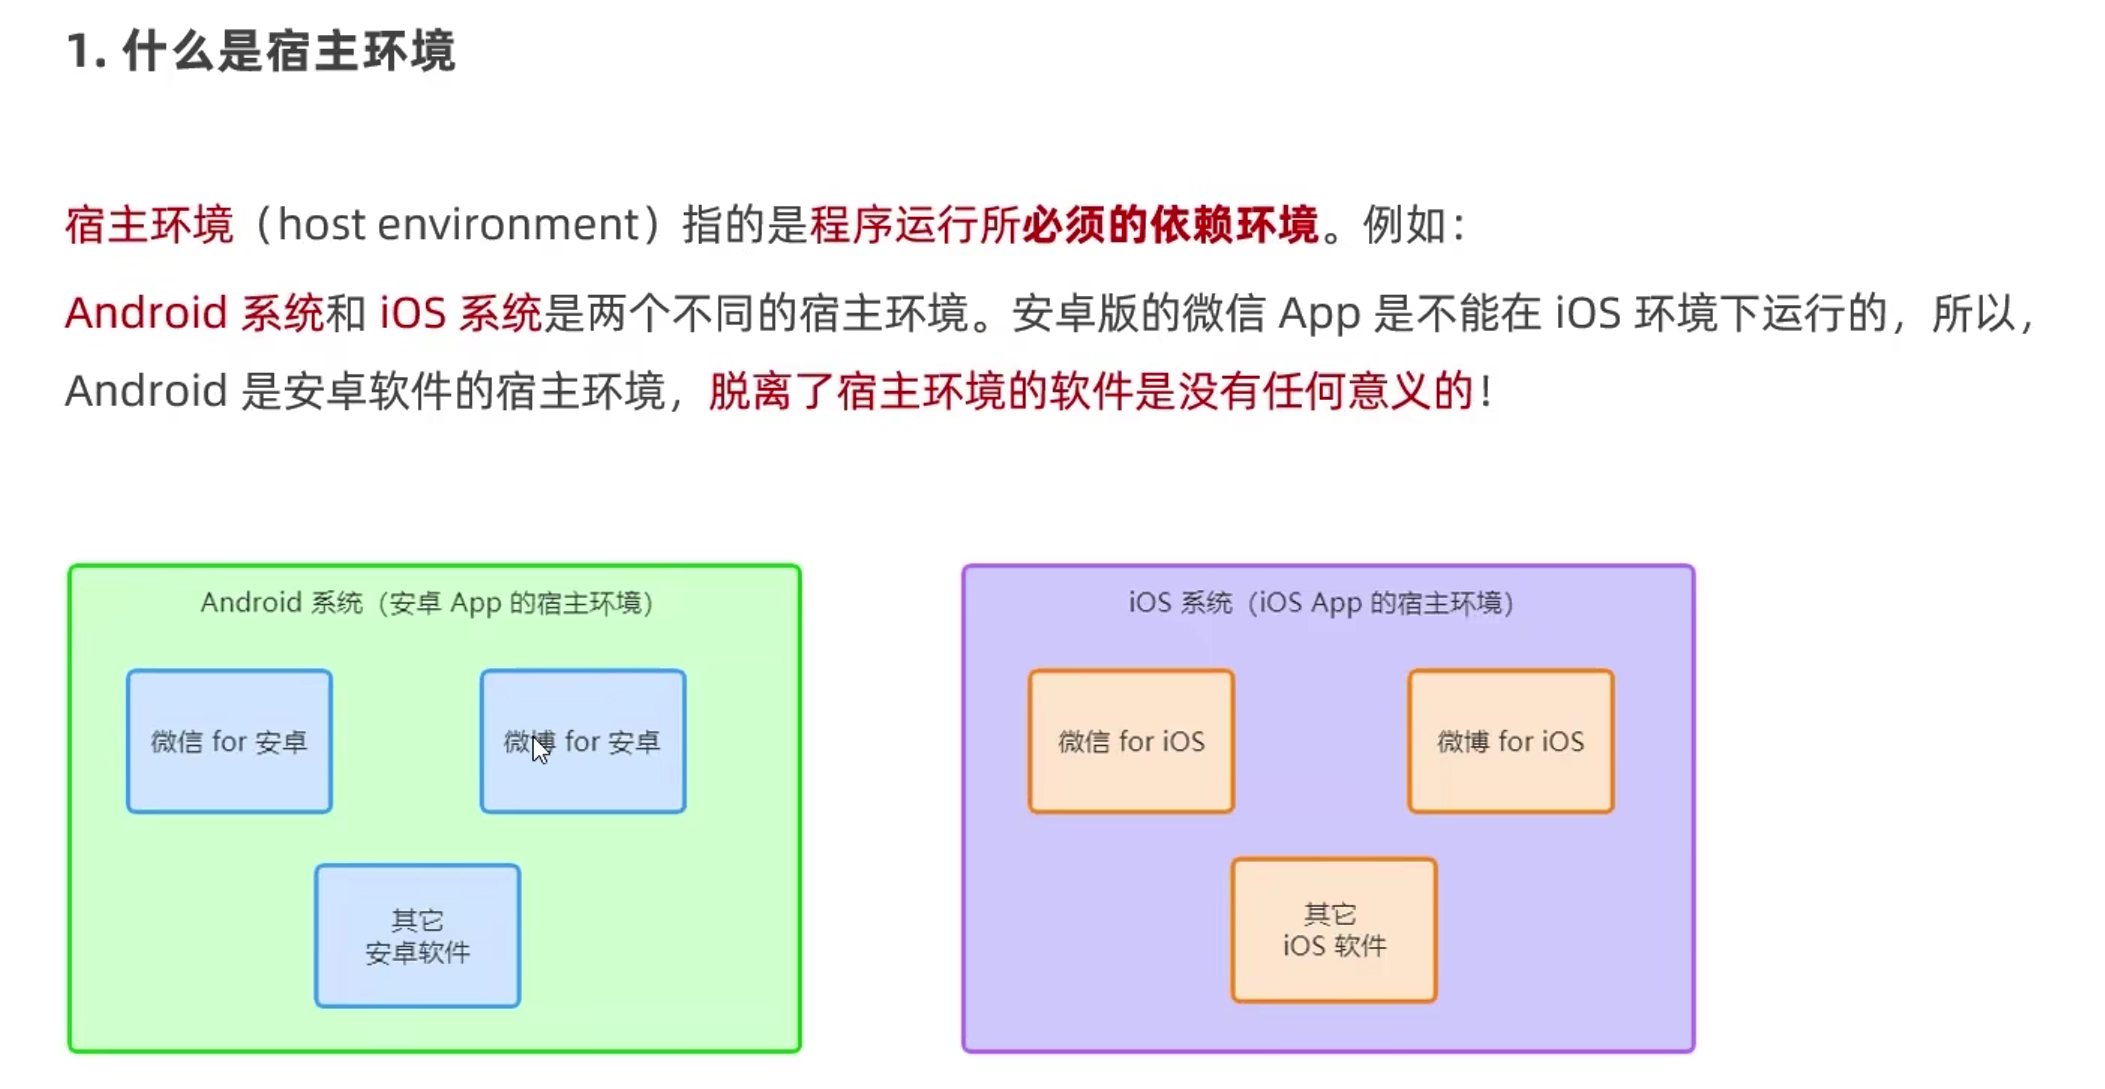 1. 什么是宿主环境
宿主环境（host environment）指的是程序运行所必须的依赖环境。例如：
Android 系统和 iOS 系统是两个不同的宿主环境。安卓版的微信 App 是不能在 iOS 环境下运行的，所以，
Android 是安卓软件的宿主环境，脱离了宿主环境的软件是没有任何意义的！
Android 系统（安卓 App 的宿主环境）
微信 for 安卓
微博 for 安卓
其它
安卓软件
iOS 系统（iOS App 的宿主环境）
微信 for iOS
微博 for iOS
其它
iOS 软件